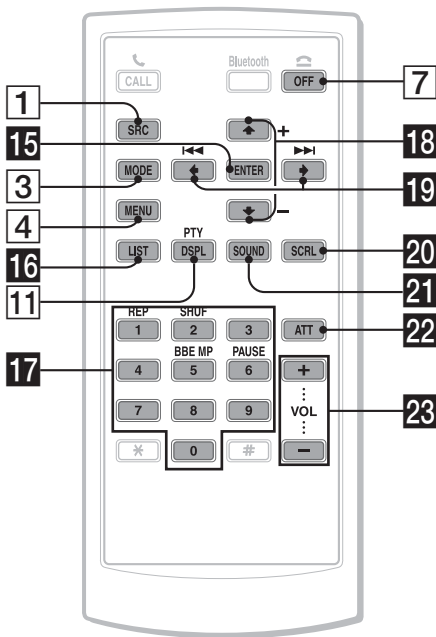 CALL Bluetooth OFF 7
1 SRC + 18
15 MODE ENTER 19
3
4 MENU −
PTY
16 LIST DSPL SOUND SCRL 20
11 21
REP SHUF
1 2 3 ATT 22
17 BBE MP PAUSE
4 5 6 +
7 8 9 VOL 23
* 0 # −